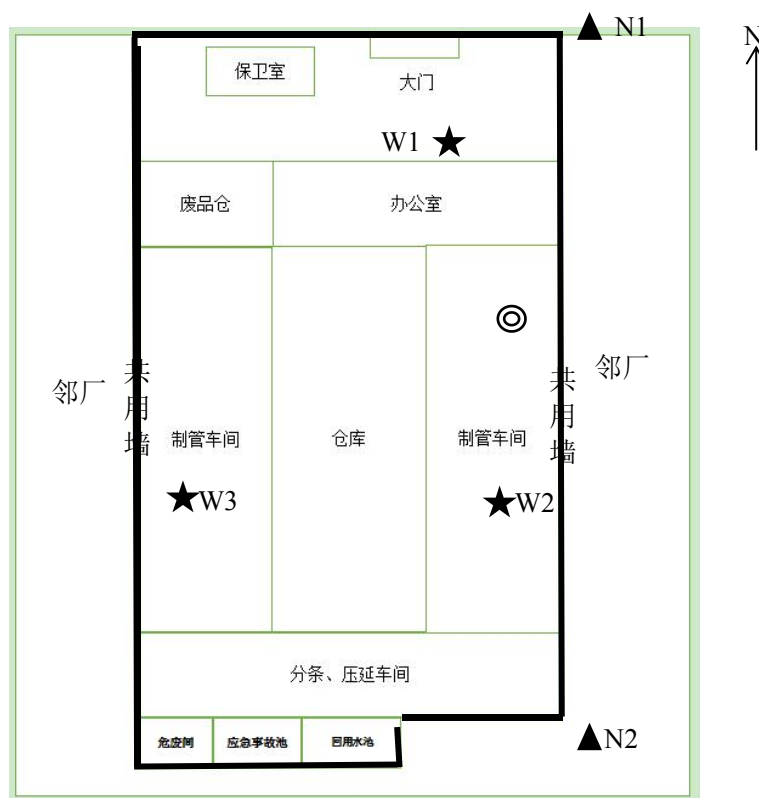 N1
N
保卫室
大门
W1
废品仓
办公室
邻厂
共用墙
共用墙
邻厂
制管车间
仓库
制管车间
W3
W2
分条、压延车间
危废间
应急事故池
回用水池
N2